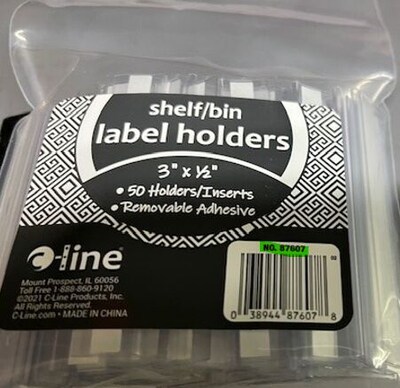 shelf/bin
label holders
3" x ½"
• 50 Holders/Inserts
• Removable Adhesive
C-line®
Mount Prospect, IL 60056
Toll Free 1-888-860-9120
©2021 C-Line Products, Inc.
All Rights Reserved.
C-Line.com • MADE IN CHINA
NO. 87607
02
0 38944 87607 8